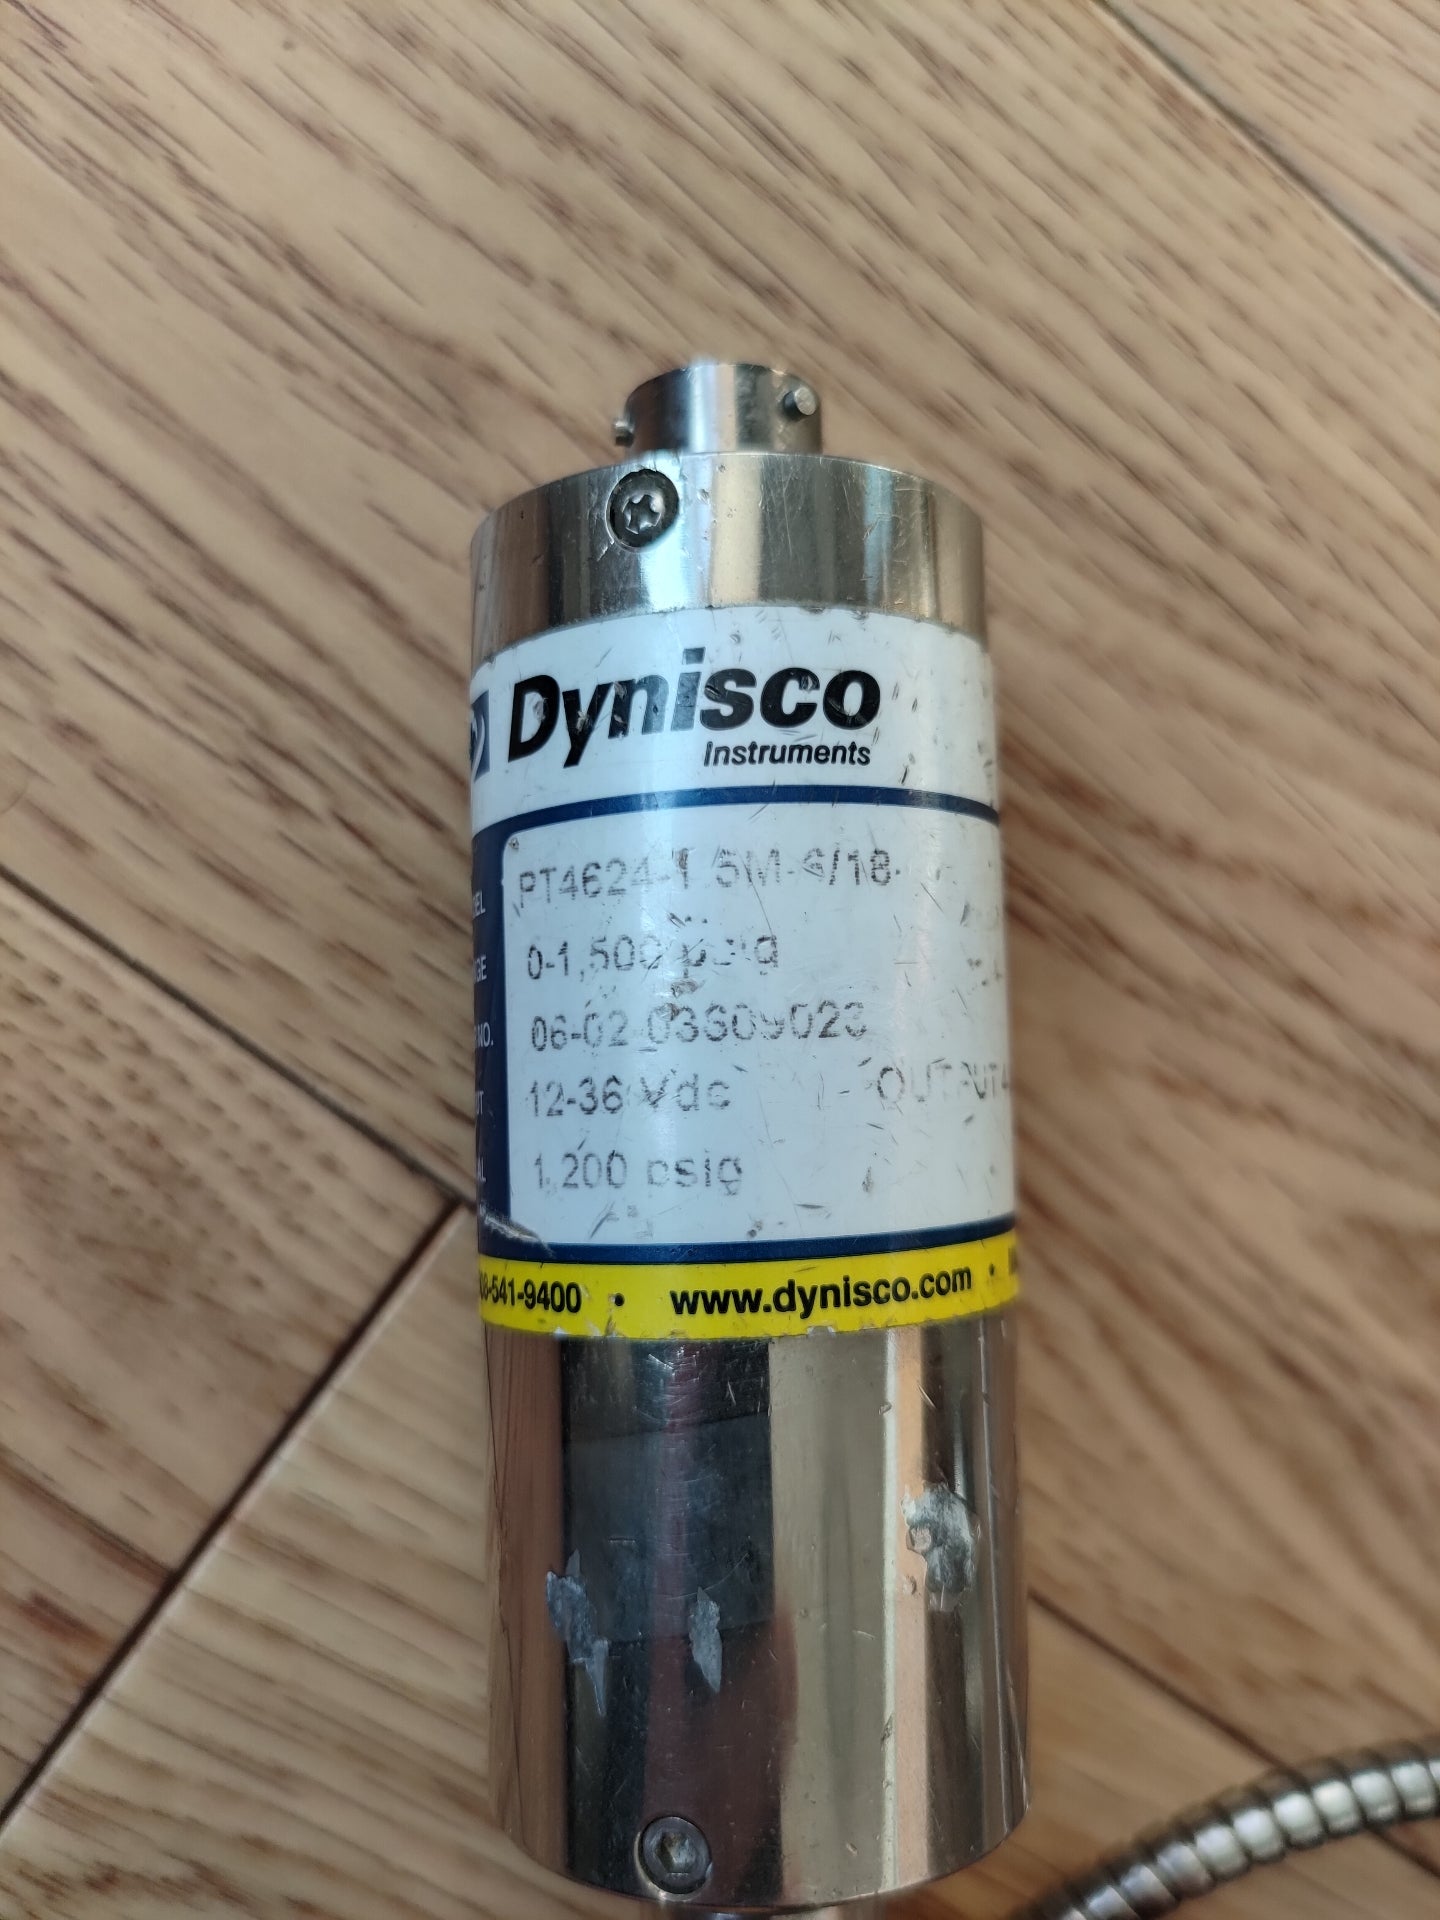 Dynisco
Instruments
PT4624-1.5M-6/18
0-1,500 psig
06-02
12-36 Vdc OUTPUT
1,200 psig
541-9400 • www.dynisco.com •